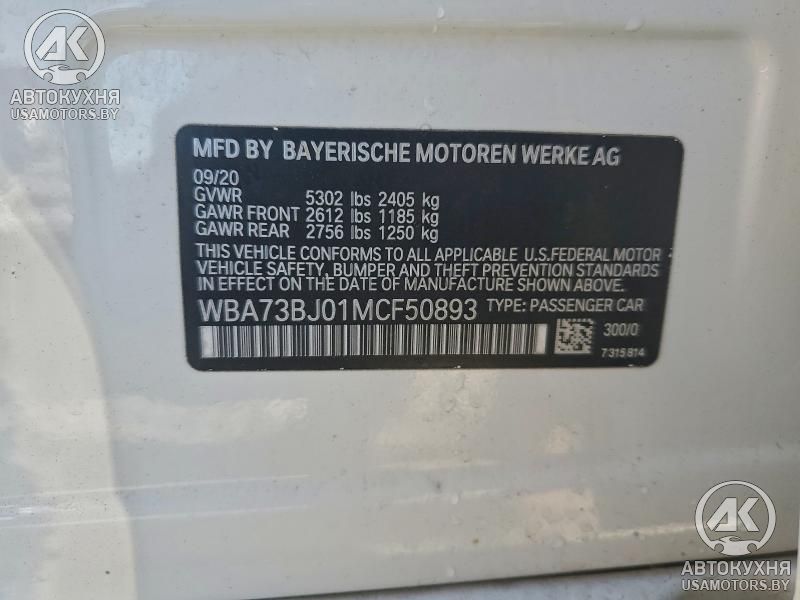 AK
АВТОКУХНЯ
USAMOTORS.BY
MFD BY BAYERISCHE MOTOREN WERKE AG
09/20
GVWR 5302 lbs 2405 kg
GAWR FRONT 2612 lbs 1185 kg
GAWR REAR 2756 lbs 1250 kg
THIS VEHICLE CONFORMS TO ALL APPLICABLE U.S.FEDERAL MOTOR
VEHICLE SAFETY, BUMPER AND THEFT PREVENTION STANDARDS
IN EFFECT ON THE DATE OF MANUFACTURE SHOWN ABOVE.
WBA73BJ01MCF50893 TYPE: PASSENGER CAR
300/0
7315814
AK
АВТОКУХНЯ
USAMOTORS.BY